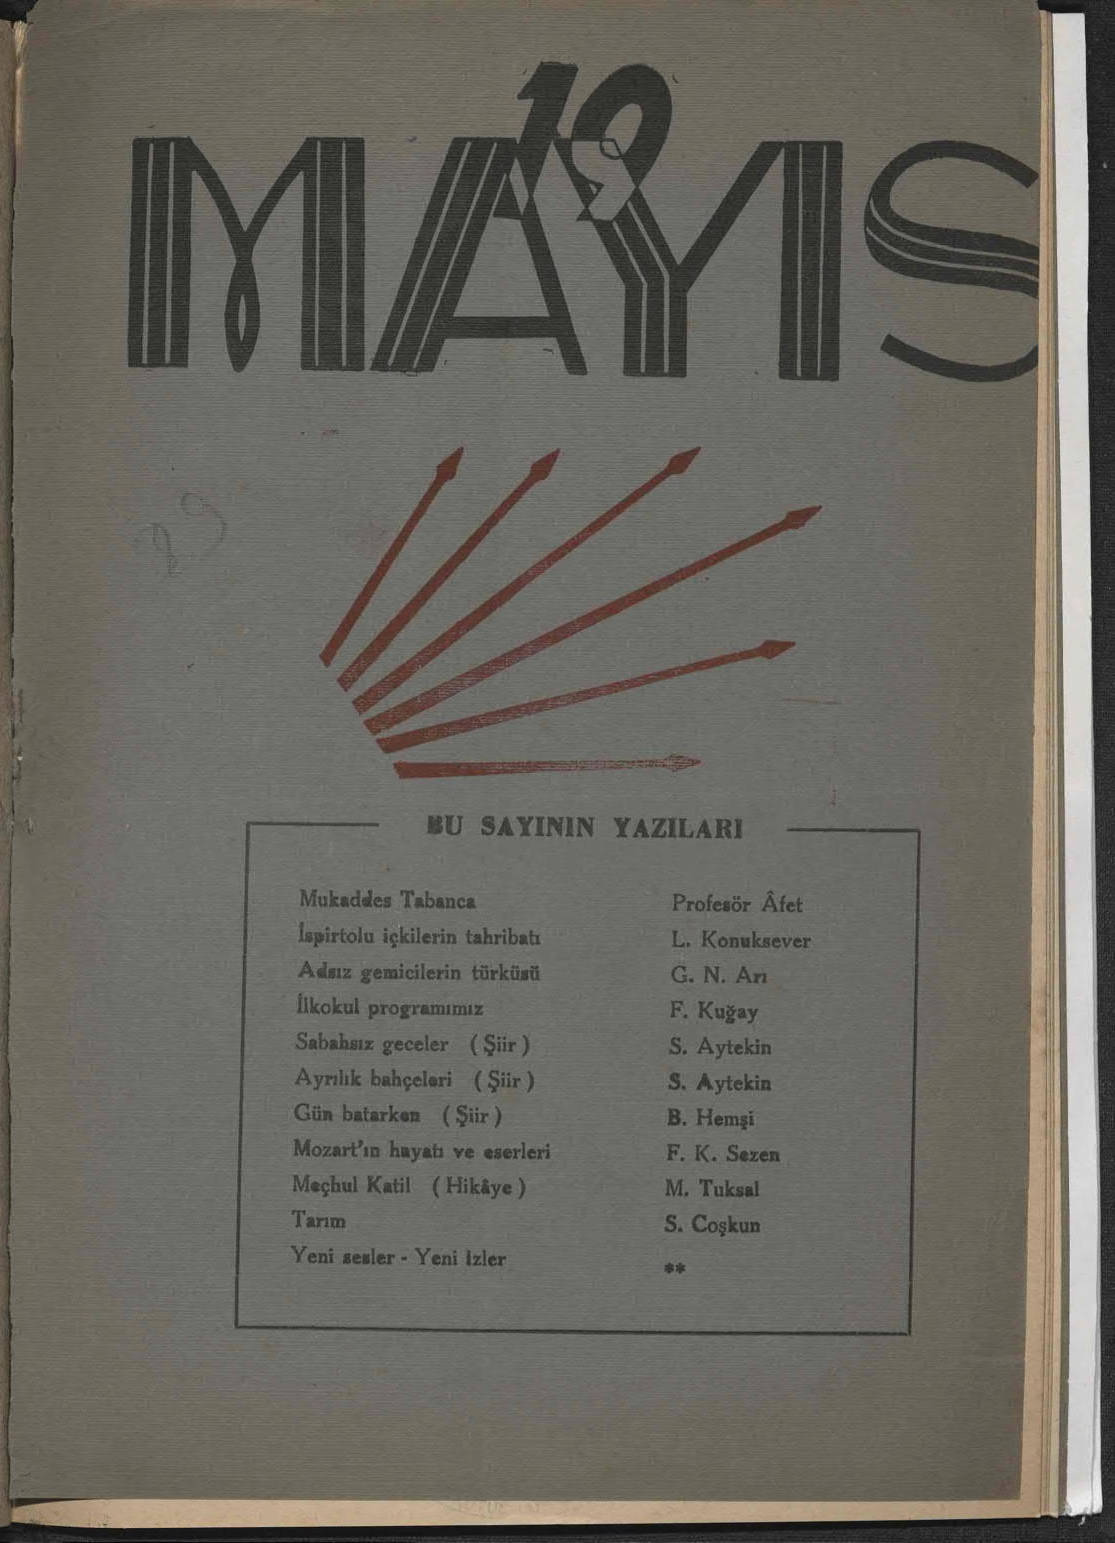 19
MAYIS
29
BU SAYININ YAZILARI
Mukaddes Tabanca Profesör Âfet
İspirtolu içkilerin tahribatı L. Konuksever
Adsız gemicilerin türküsü G. N. Arı
İlkokul programımız F. Kuğay
Sabahsız geceler ( Şiir ) S. Aytekin
Ayrılık bahçeleri ( Şiir ) S. Aytekin
Gün batarken ( Şiir ) B. Hemşi
Mozart'ın hayatı ve eserleri F. K. Sezen
Meçhul Katil ( Hikâye ) M. Tuksal
Tarım S. Coşkun
Yeni sesler - Yeni İzler **